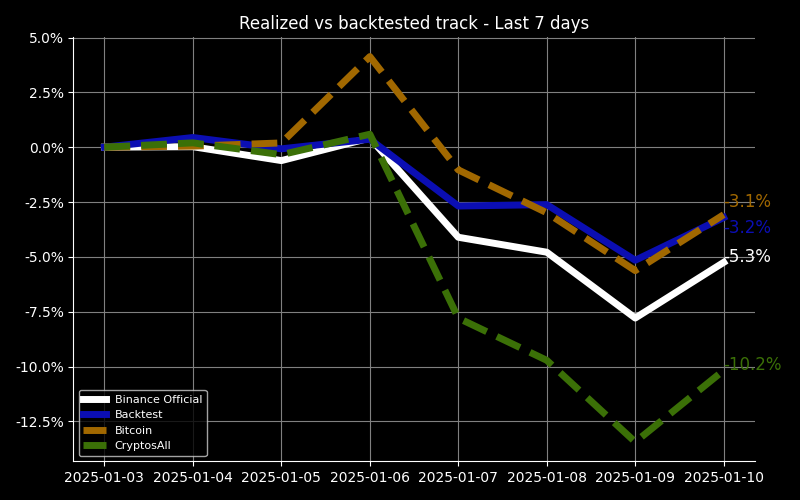 Realized vs backtested track - Last 7 days
5.0%
2.5%
0.0%
-2.5%
-5.0%
-7.5%
-10.0%
-12.5%
-3.1%
-3.2%
-5.3%
-10.2%
Binance Official
Backtest
Bitcoin
CryptosAll
2025-01-03 2025-01-04 2025-01-05 2025-01-06 2025-01-07 2025-01-08 2025-01-09 2025-01-10